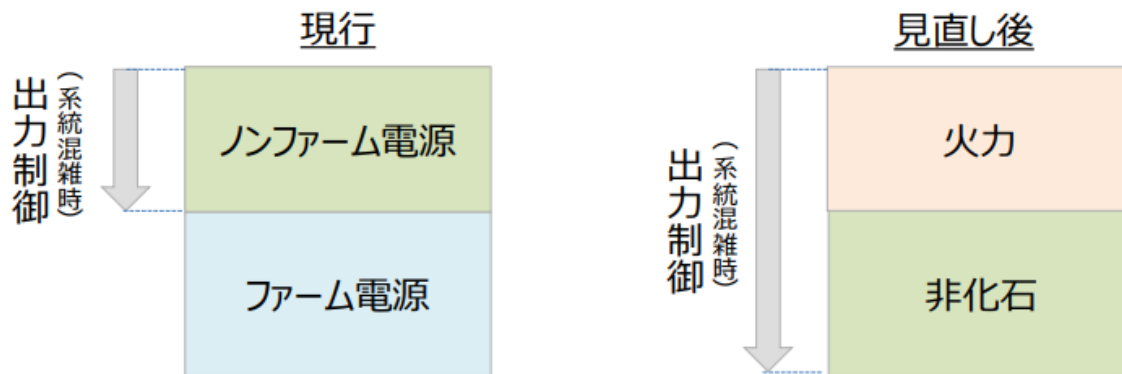 現行
出力制御
(系統混雑時)
ノンファーム電源
ファーム電源
見直し後
出力制御
(系統混雑時)
火力
非化石